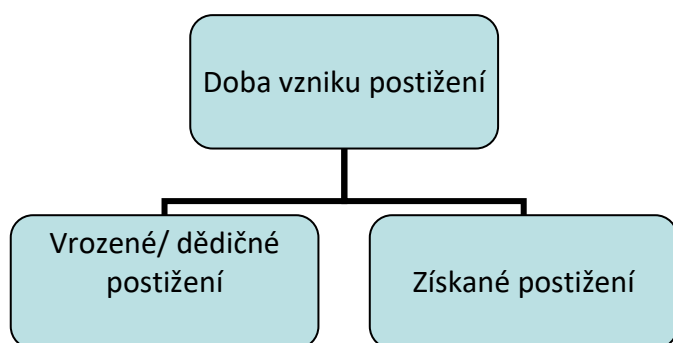 Doba vzniku postižení
Vrozené/ dědičné
postižení
Získané postižení